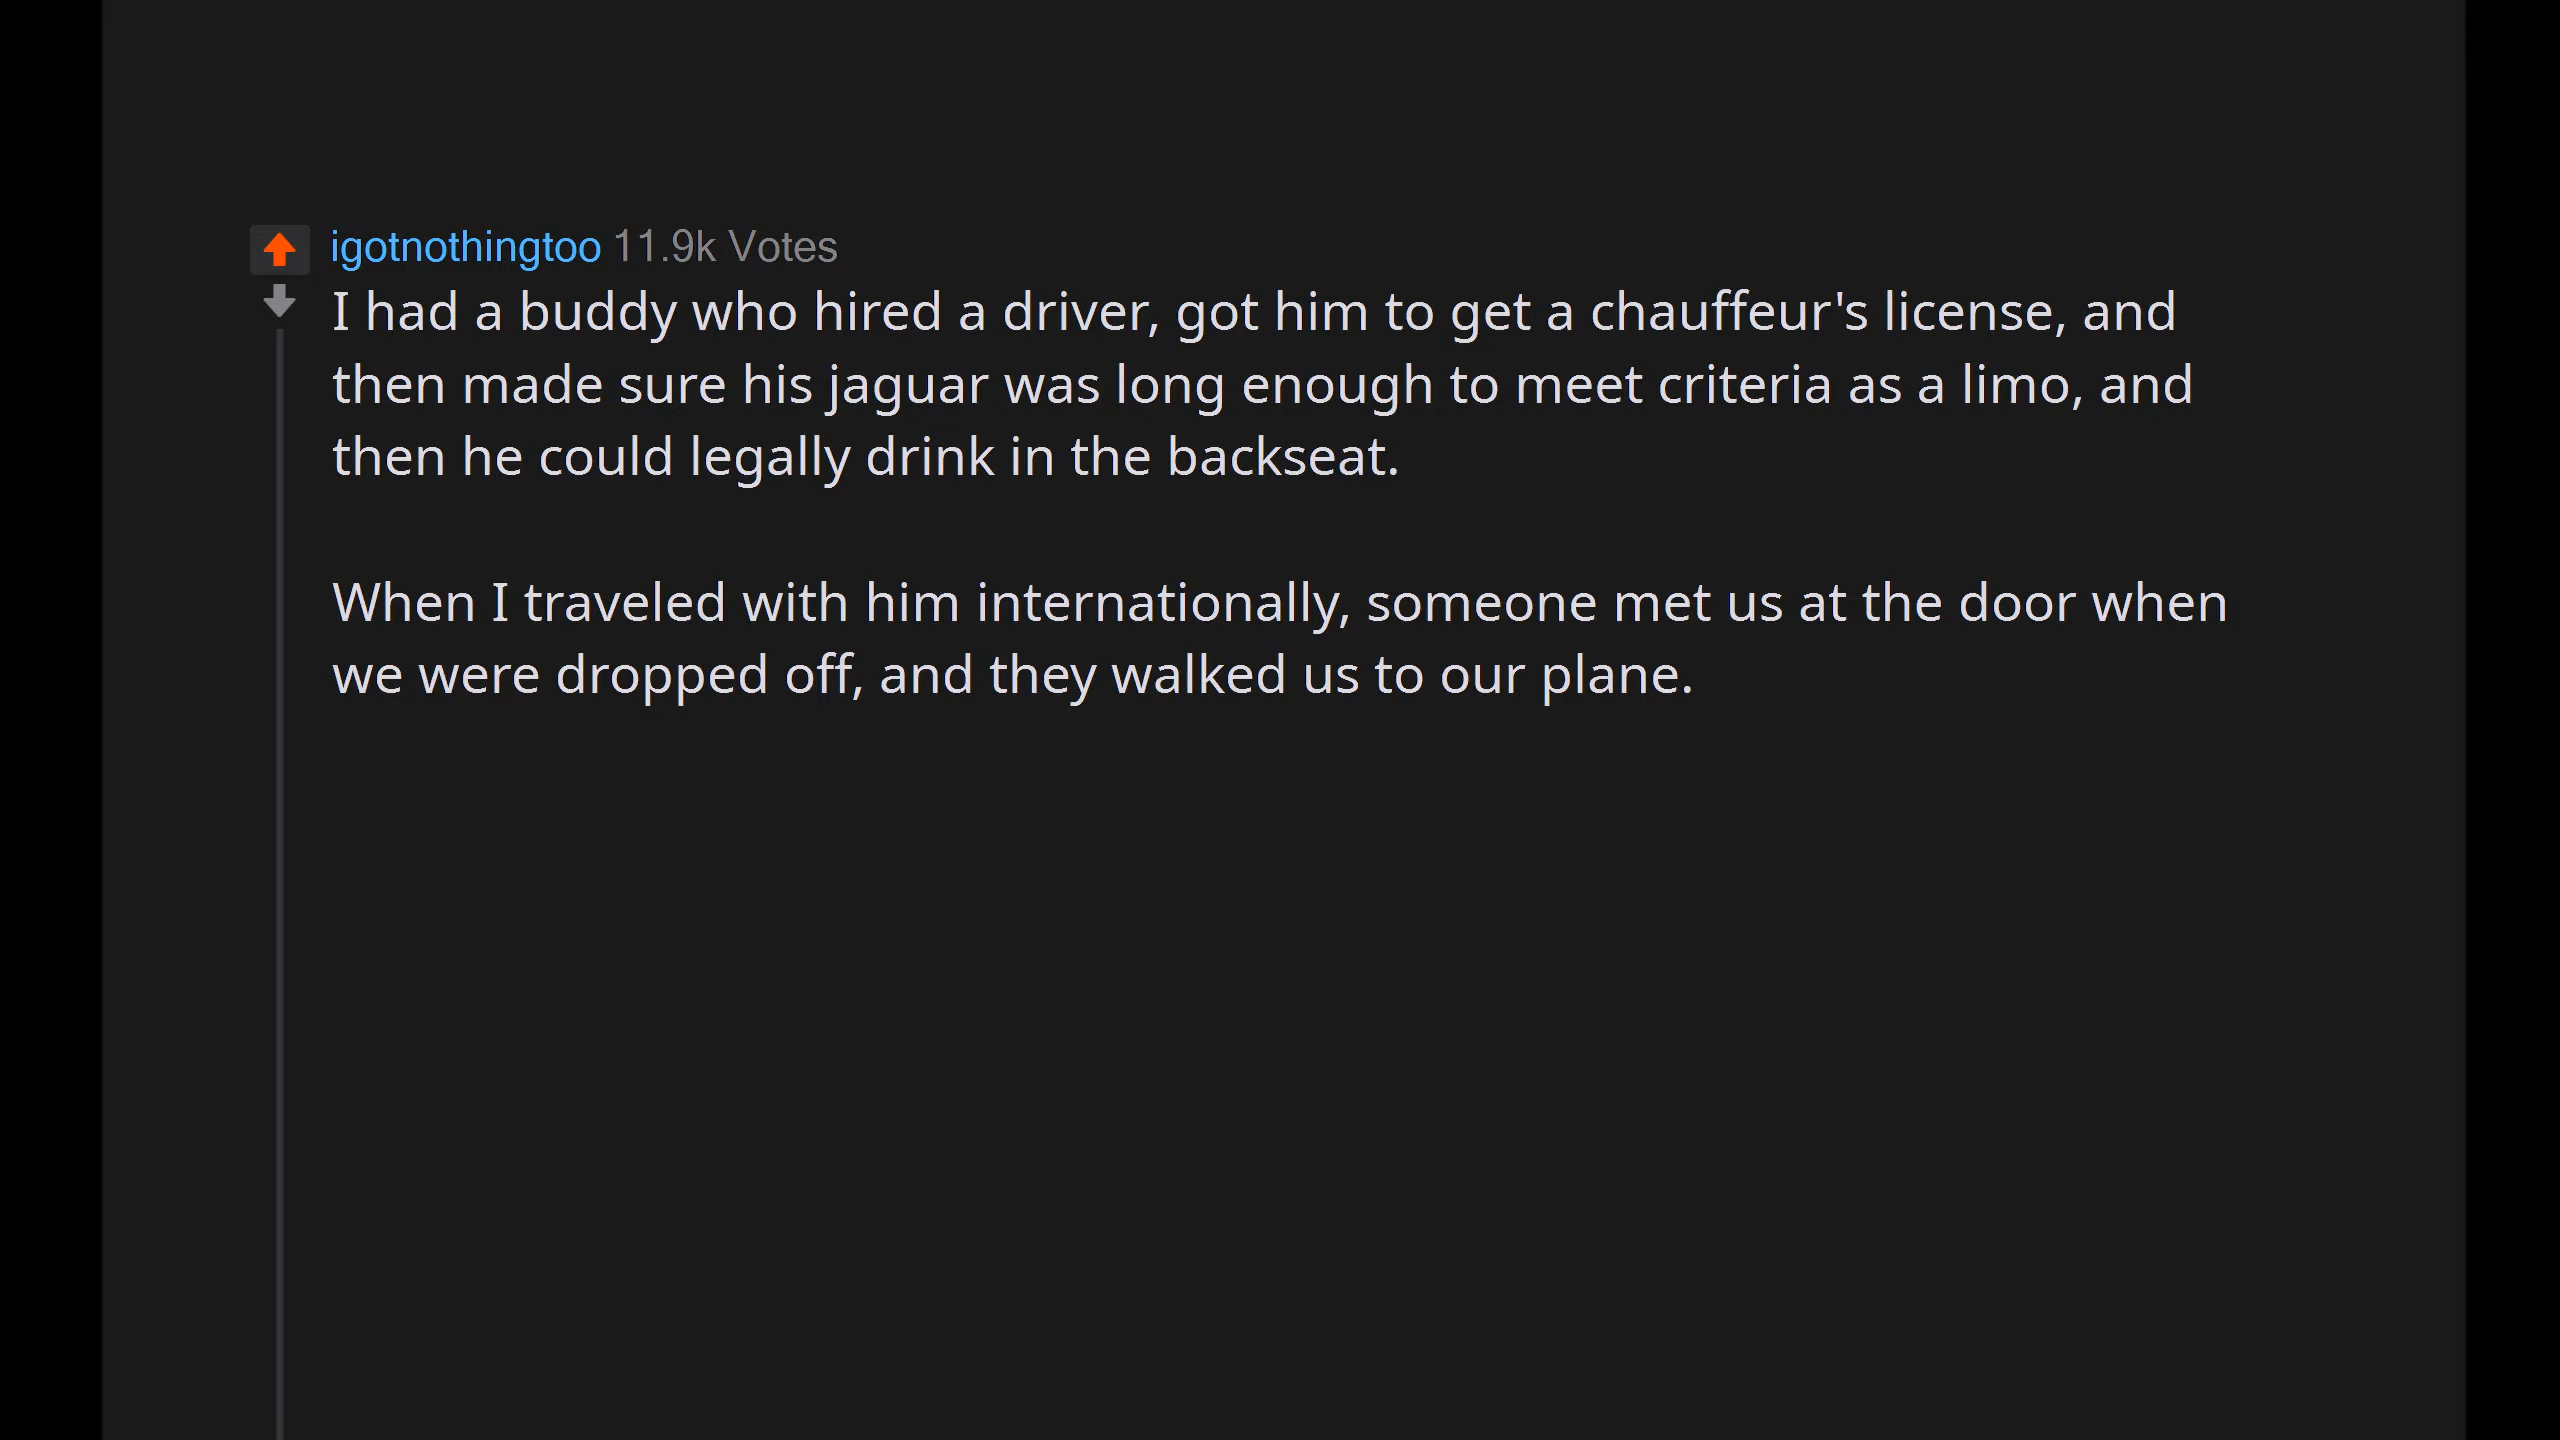 igotnothingtoo 11.9k Votes
I had a buddy who hired a driver, got him to get a chauffeur's license, and
then made sure his jaguar was long enough to meet criteria as a limo, and
then he could legally drink in the backseat.
When I traveled with him internationally, someone met us at the door when
we were dropped off, and they walked us to our plane.